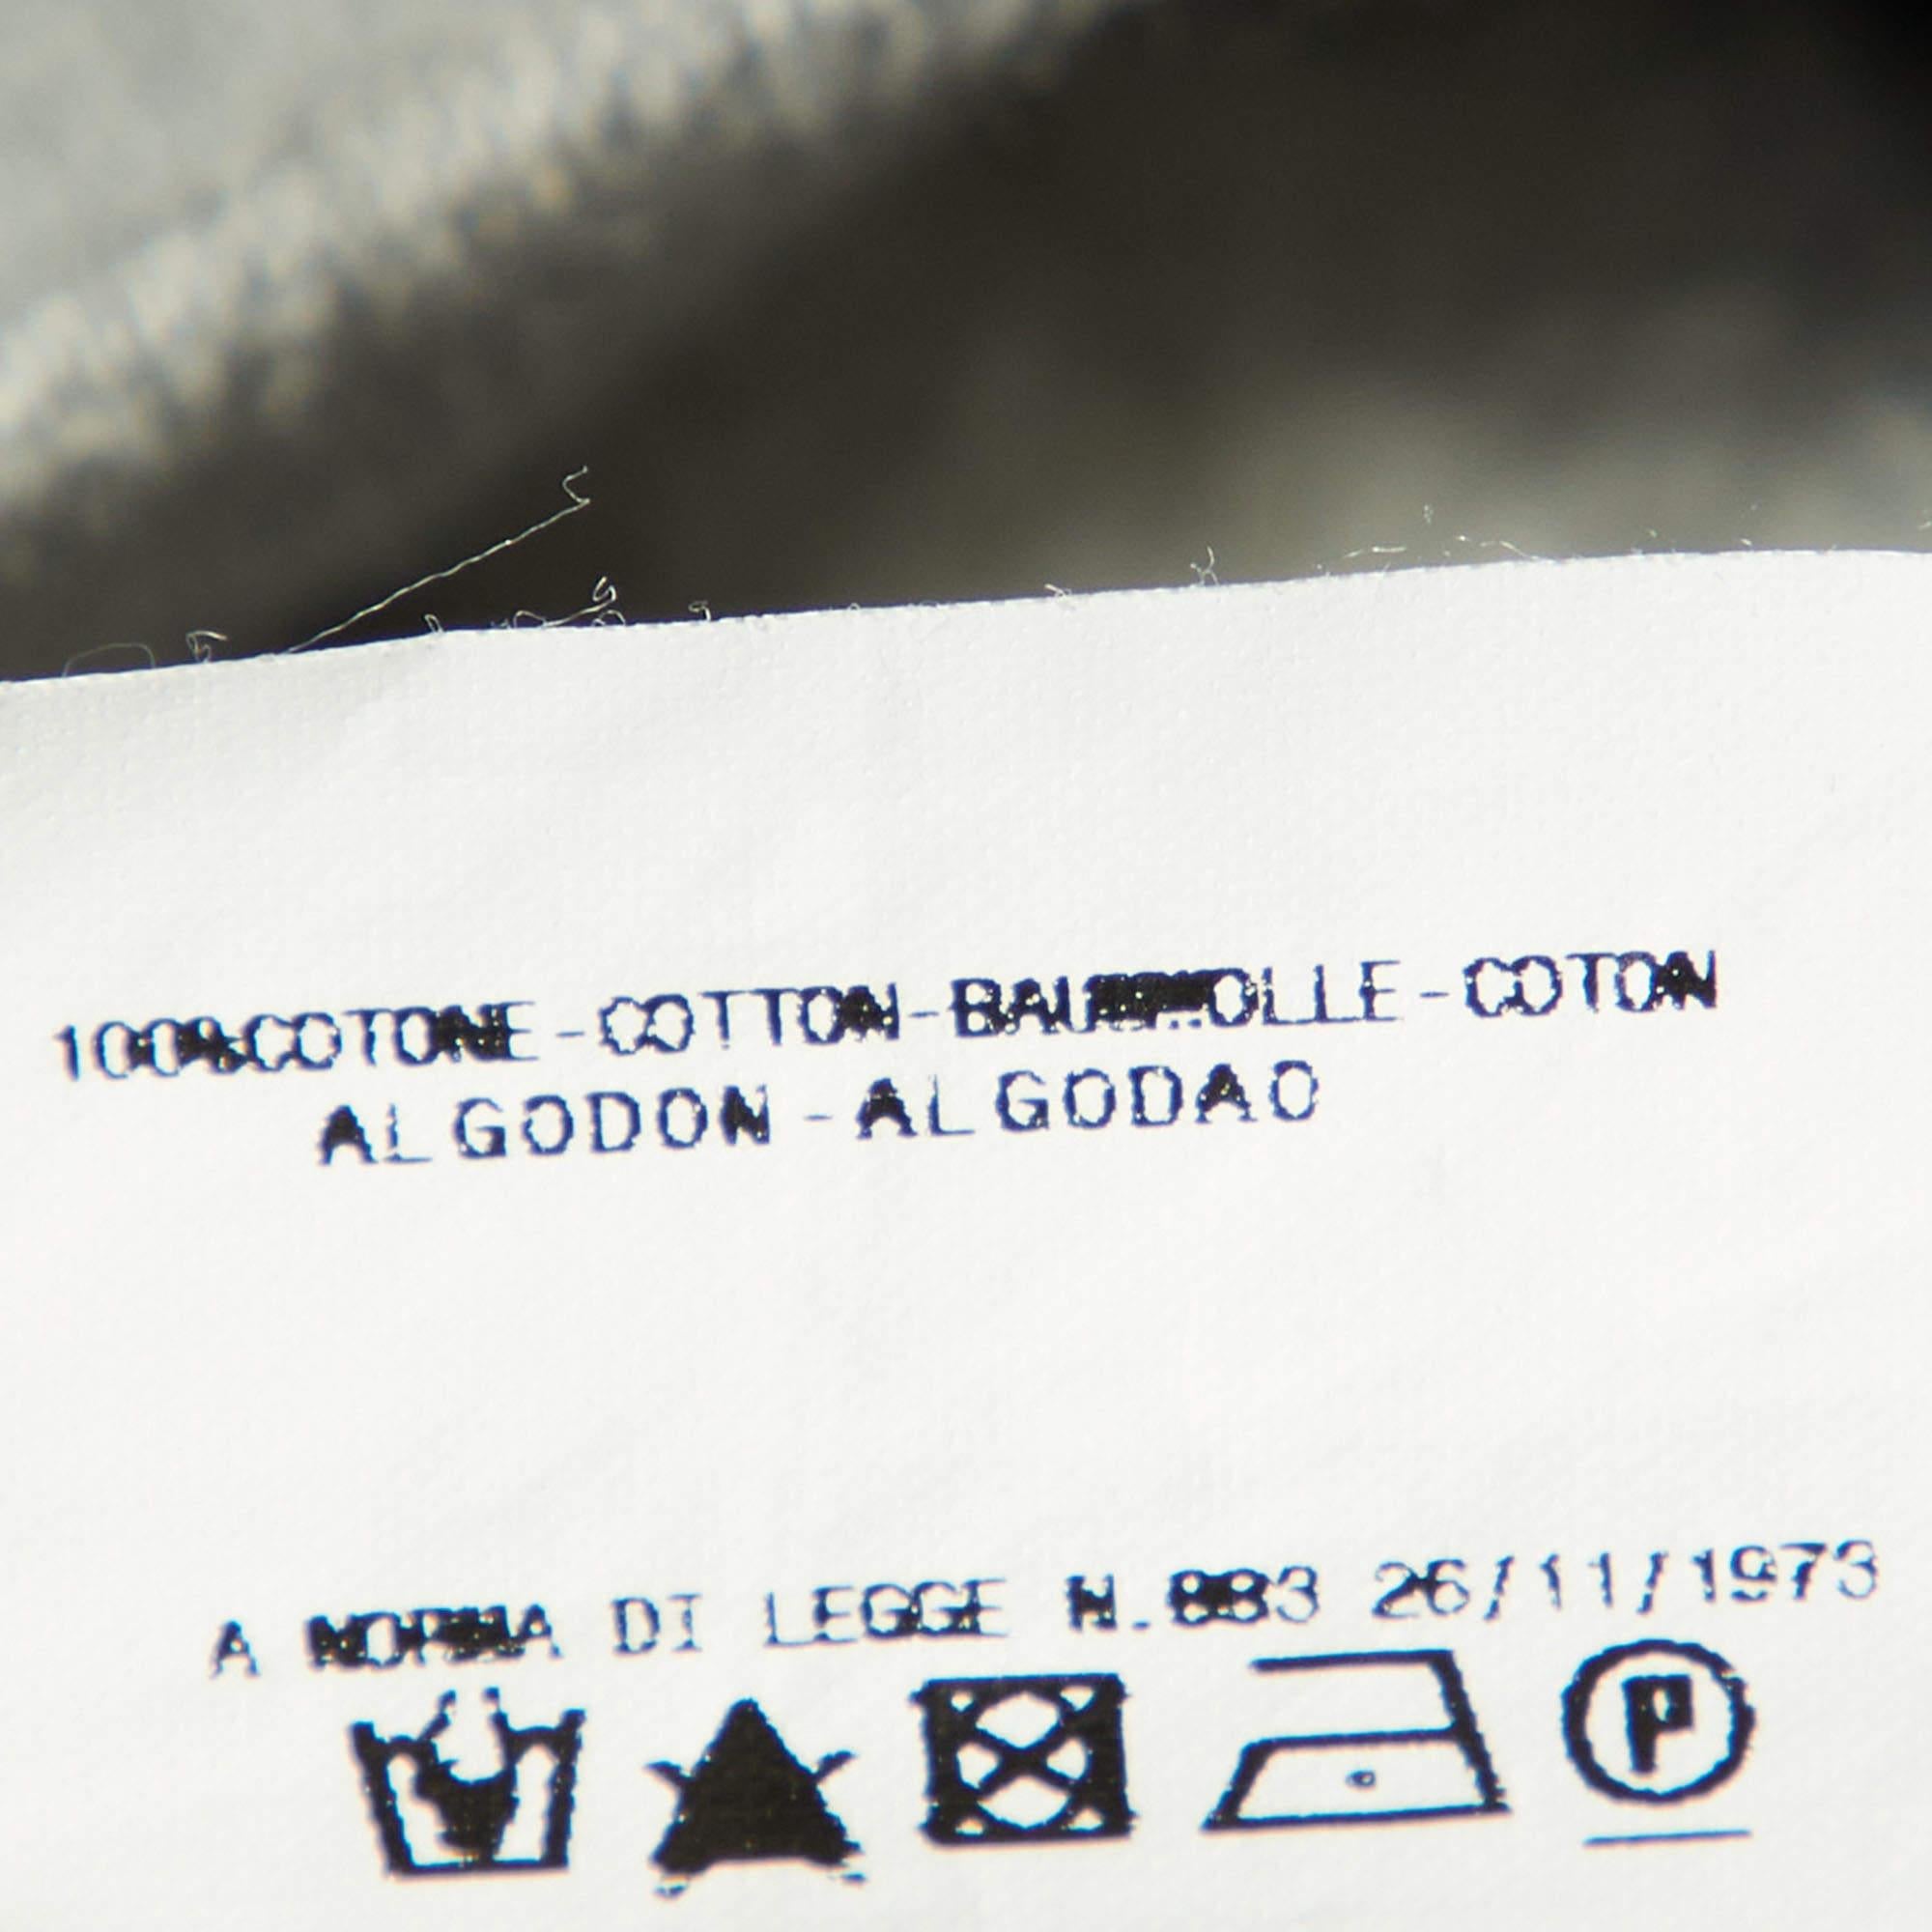 100%COTONE-COTTON-BAUMWOLLE-COTON
ALGODON-ALGODAO
A NORMA DI LEGGE N.883 26/11/1973
P